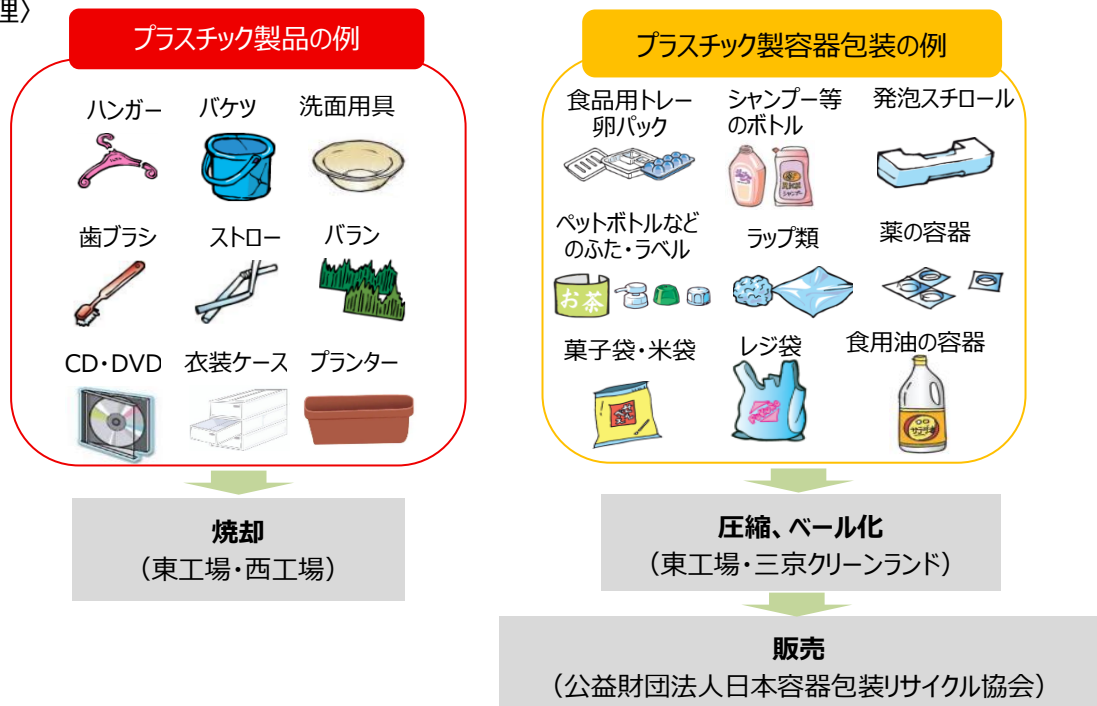 理〉
プラスチック製品の例
ハンガー
バケツ
洗面用具
歯ブラシ
ストロー
バラン
CD・DVD
衣装ケース
プランター
焼却
（東工場・西工場）
プラスチック製容器包装の例
食品用トレー
卵パック
シャンプー等
のボトル
発泡スチロール
ペットボトルなど
のふた・ラベル
お茶
ラップ類
薬の容器
菓子袋・米袋
レジ袋
食用油の容器
サラダ油
圧縮、ベール化
（東工場・三京クリーンランド）
販売
（公益財団法人日本容器包装リサイクル協会）